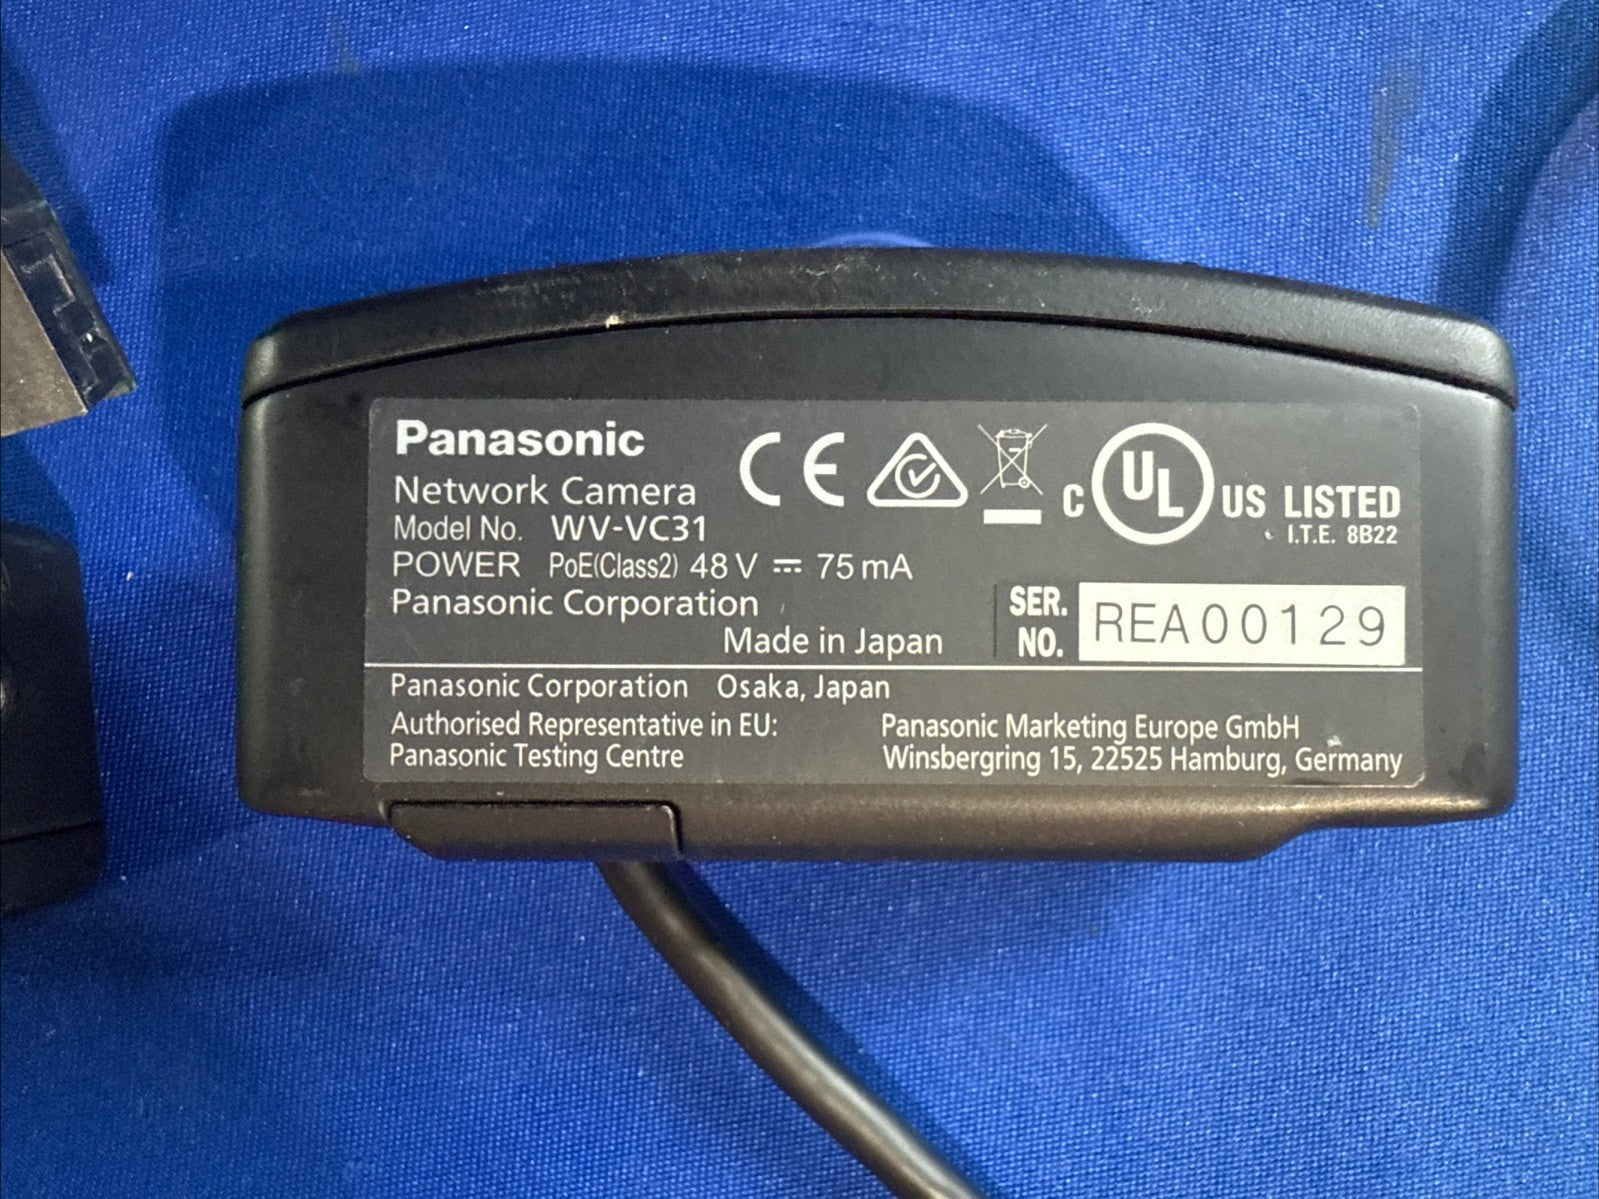 Panasonic
Network Camera
Model No. WV-VC31
POWER PoE(Class2) 48 V ⎓ 75 mA
Panasonic Corporation
Made in Japan
CE
C UL US LISTED
I.T.E. 8B22
SER. NO. REA00129
Panasonic Corporation Osaka, Japan
Authorised Representative in EU:
Panasonic Testing Centre
Panasonic Marketing Europe GmbH
Winsbergring 15, 22525 Hamburg, Germany